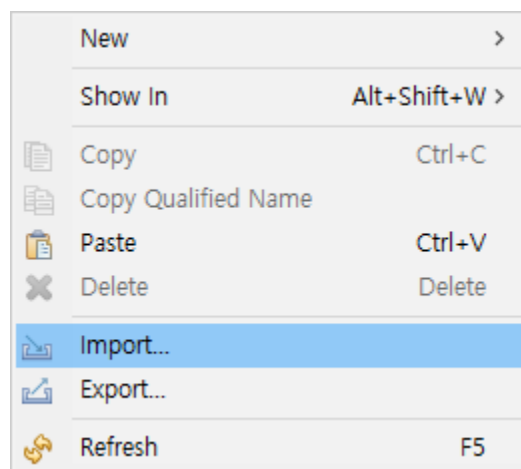 New >
Show In Alt+Shift+W >
Copy Ctrl+C
Copy Qualified Name
Paste Ctrl+V
Delete Delete
Import...
Export...
Refresh F5